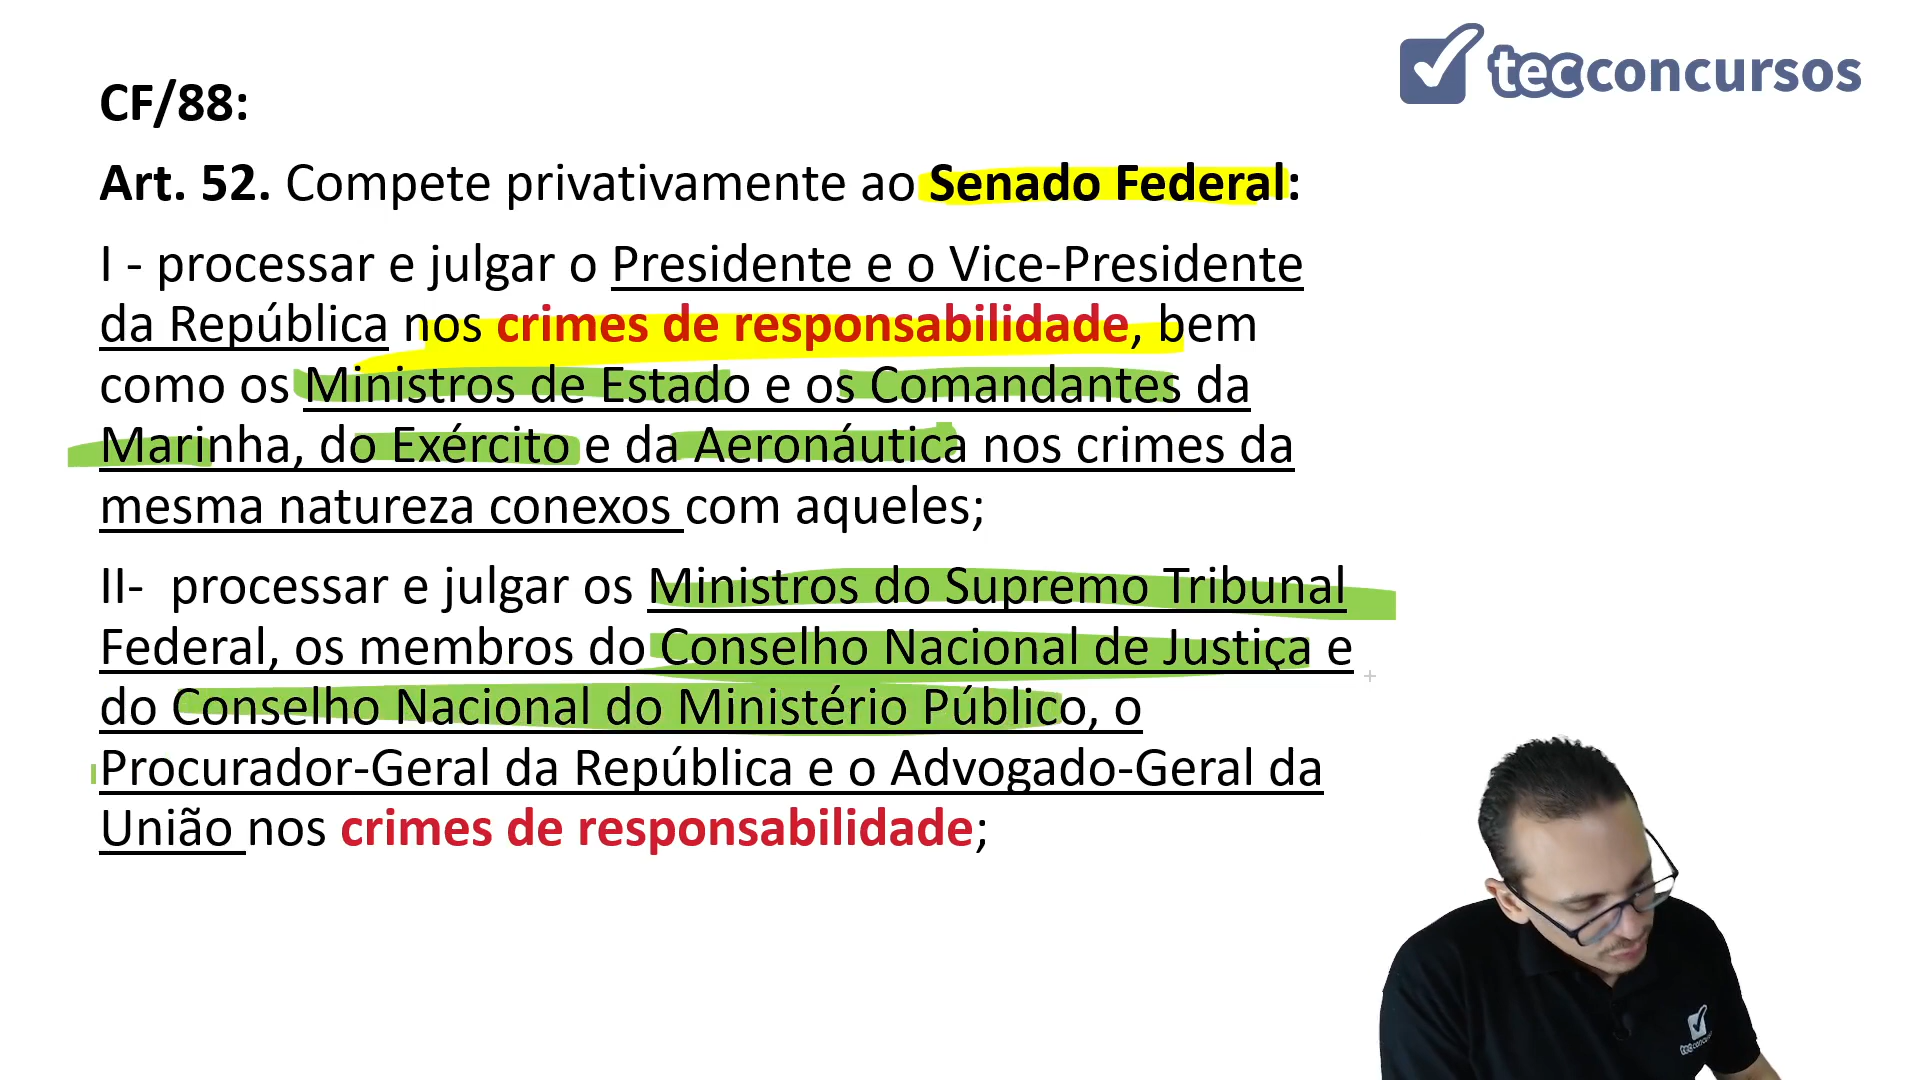 tecconcursos
CF/88:
Art. 52. Compete privativamente ao Senado Federal:
I - processar e julgar o Presidente e o Vice-Presidente
da República nos crimes de responsabilidade, bem
como os Ministros de Estado e os Comandantes da
Marinha, do Exército e da Aeronáutica nos crimes da
mesma natureza conexos com aqueles;
II-  processar e julgar os Ministros do Supremo Tribunal
Federal, os membros do Conselho Nacional de Justiça e
do Conselho Nacional do Ministério Público, o
Procurador-Geral da República e o Advogado-Geral da
União nos crimes de responsabilidade;